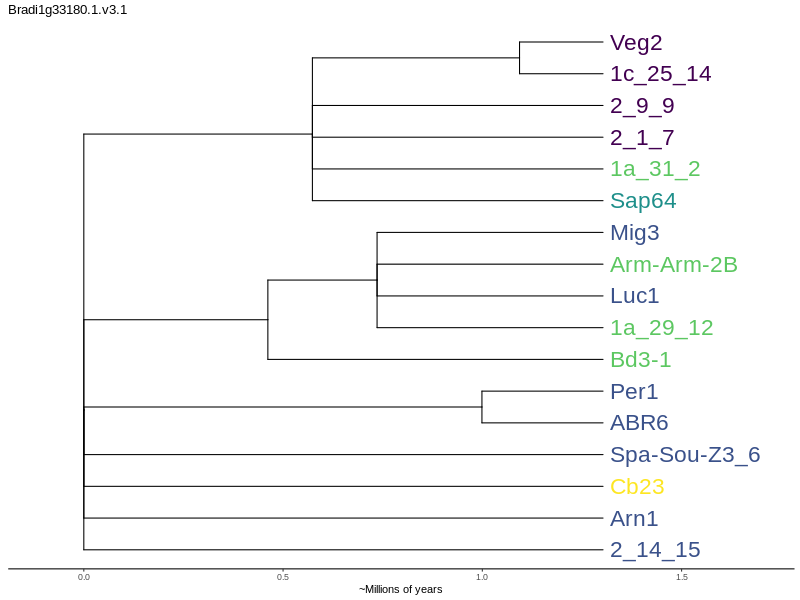 Bradi1g33180.1.v3.1
Veg2
1c_25_14
2_9_9
2_1_7
1a_31_2
Sap64
Mig3
Arm-Arm-2B
Luc1
1a_29_12
Bd3-1
Per1
ABR6
Spa-Sou-Z3_6
Cb23
Arn1
2_14_15
0.0 0.5 1.0 1.5
~Millions of years